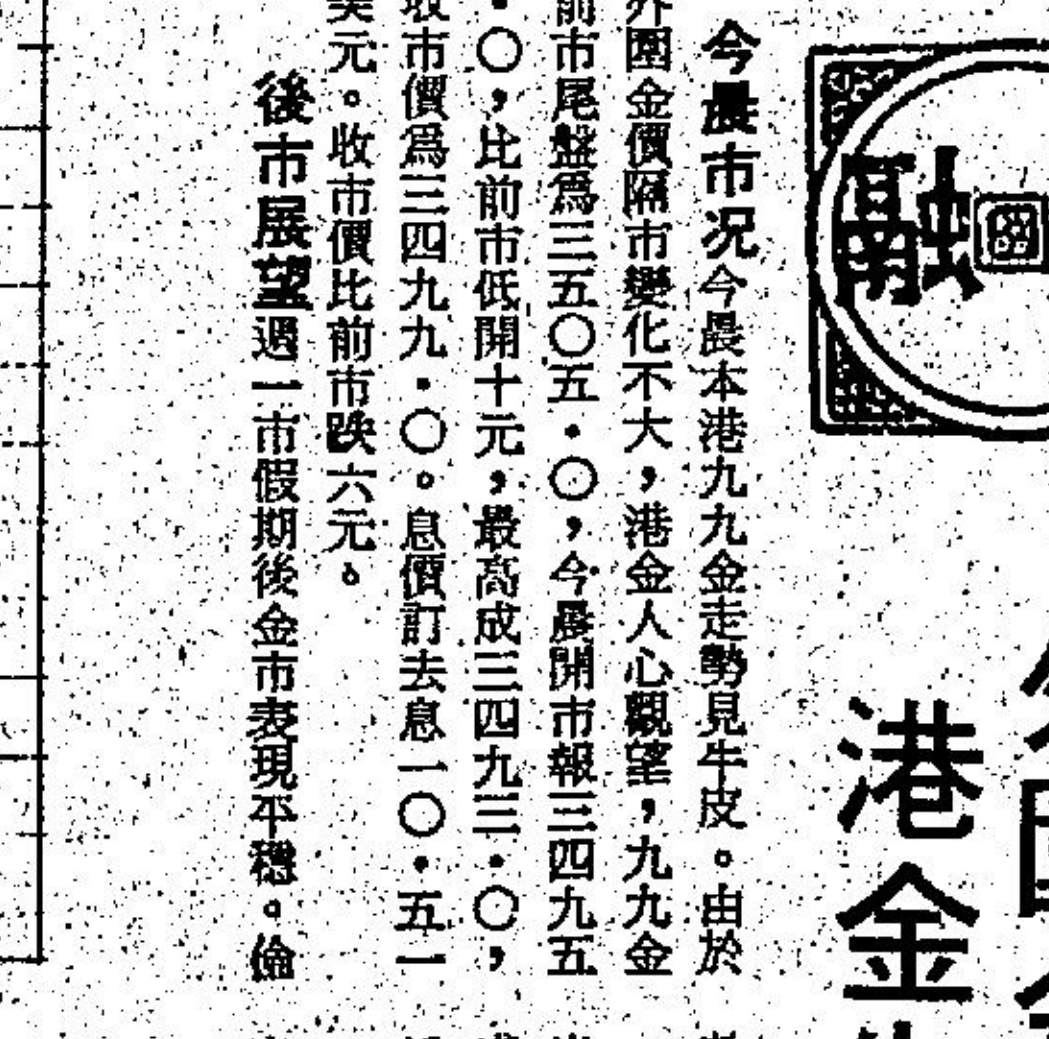 融
港金
今晨市況今晨本港九九金走勢見牛皮。由於
外圍金價隔市變化不大，港金人心觀望，九九金
前市尾盤爲三五〇五．〇，今晨開市報三四九五
．〇，比前市低開十元，最高成三四九三．〇，
收市價爲三四九九．〇。息價訂去息一〇．五一
美元。收市價比前市跌六元。
後市展望週一市假期後金市表現平穩。倫